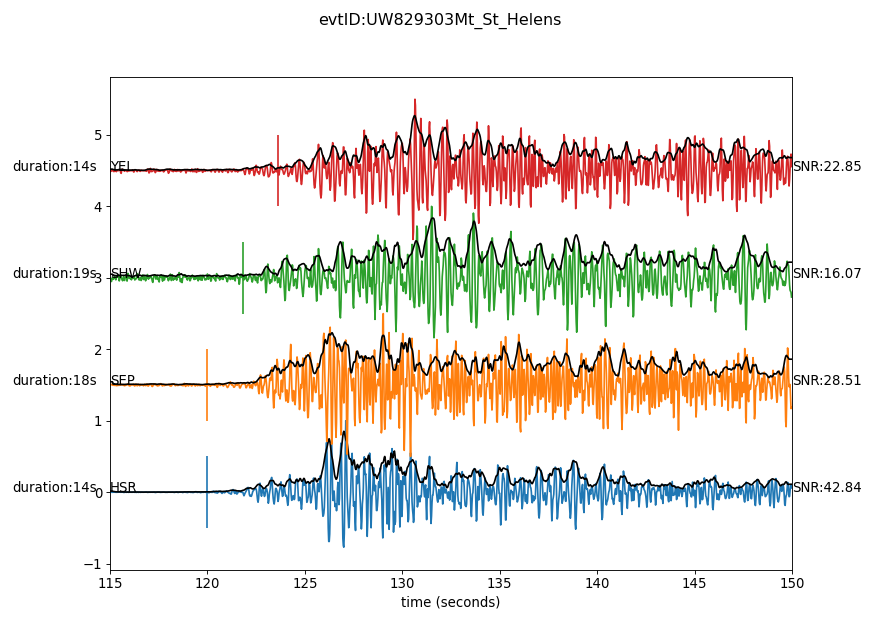 evtID:UW829303Mt_St_Helens
5
duration:14s YEL SNR:22.85
4
duration:19s SHW SNR:16.07
3
2
duration:18s SEP SNR:28.51
1
duration:14s HSR SNR:42.84
0
−1
115 120 125 130 135 140 145 150
time (seconds)